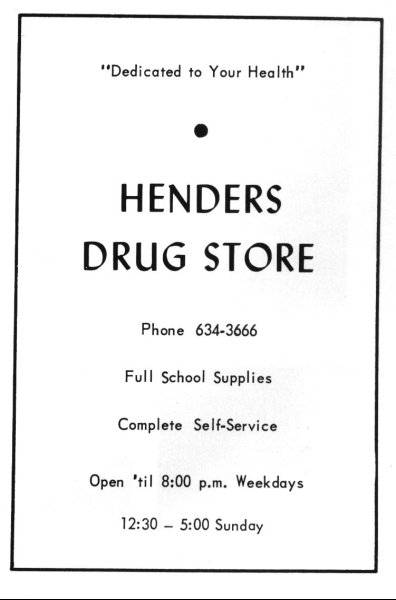 "Dedicated to Your Health"
HENDERS
DRUG STORE
Phone 634-3666
Full School Supplies
Complete Self-Service
Open 'til 8:00 p.m. Weekdays
12:30 – 5:00 Sunday